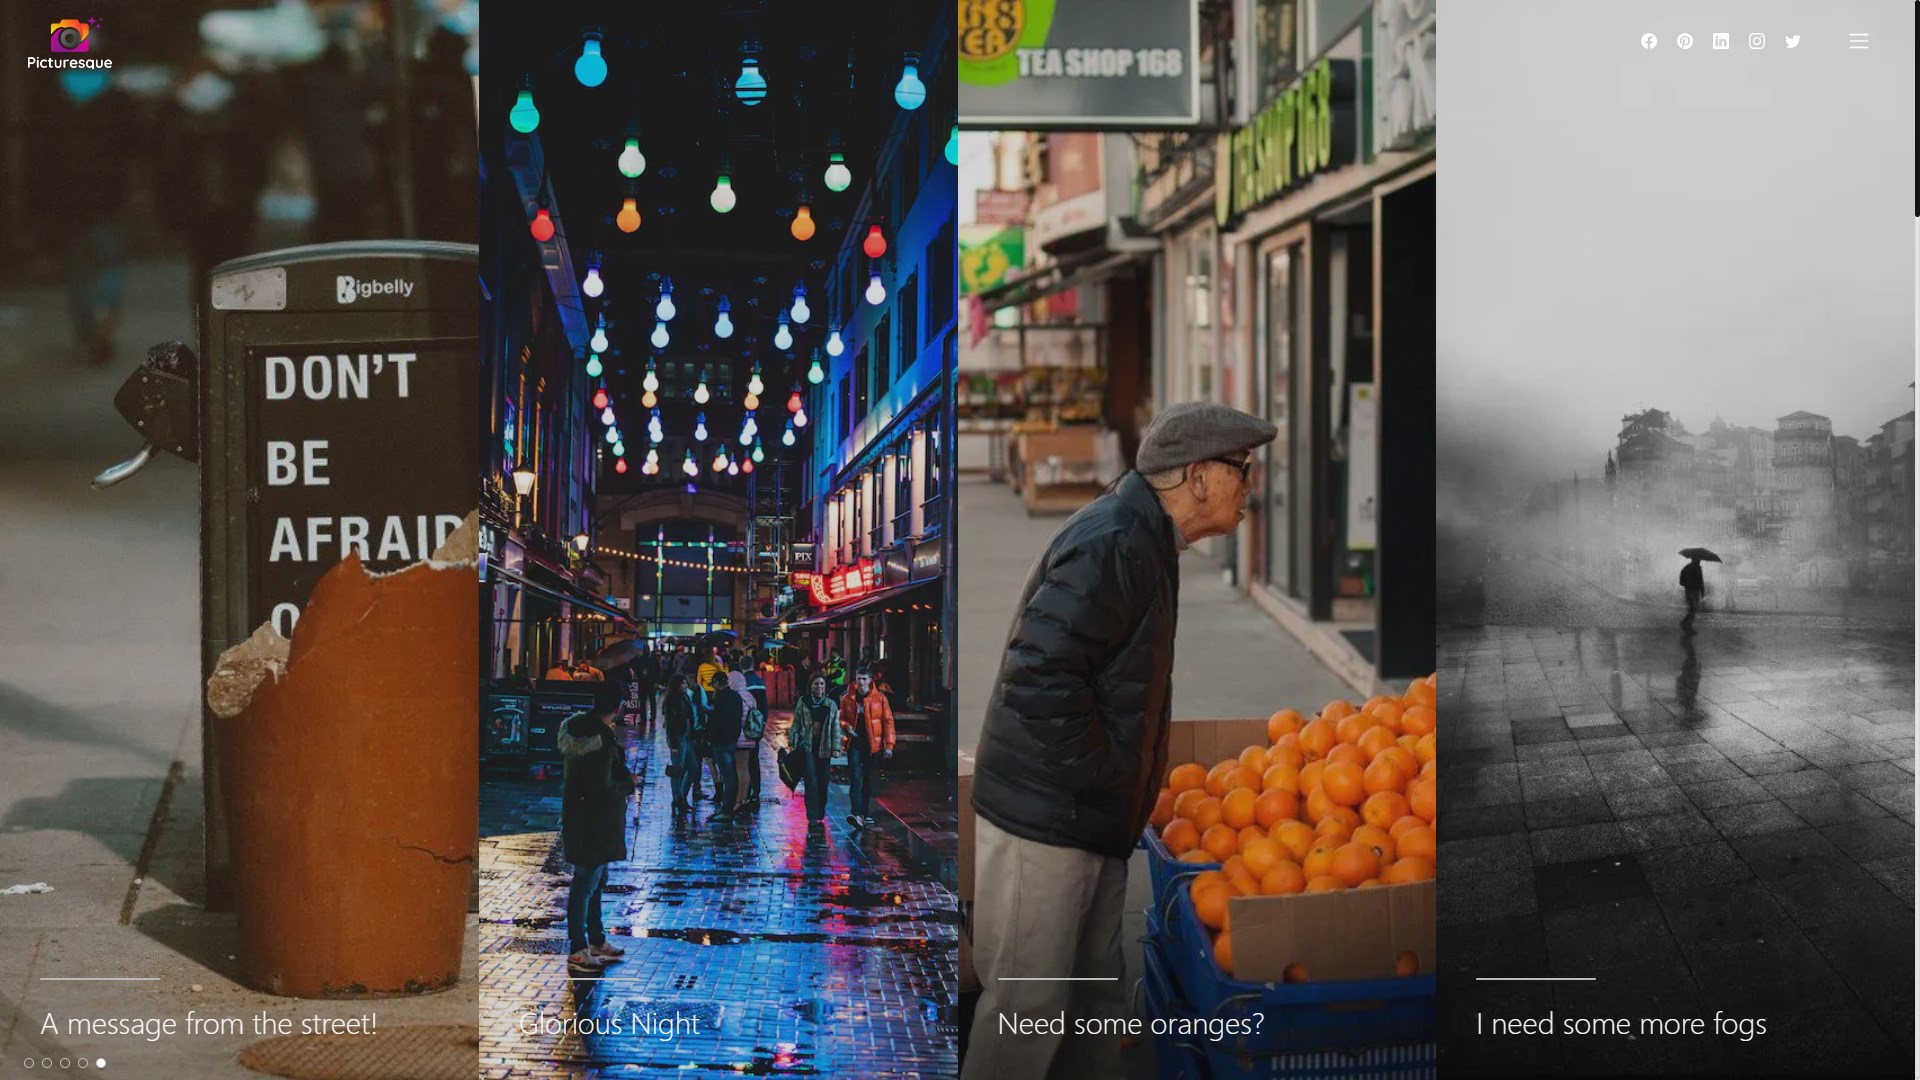 Picturesque
Bigbelly
DON'T
BE
AFRAID
68
TEA SHOP 168
TEA SHOP 168
PIX
A message from the street!
Glorious Night
Need some oranges?
I need some more fogs